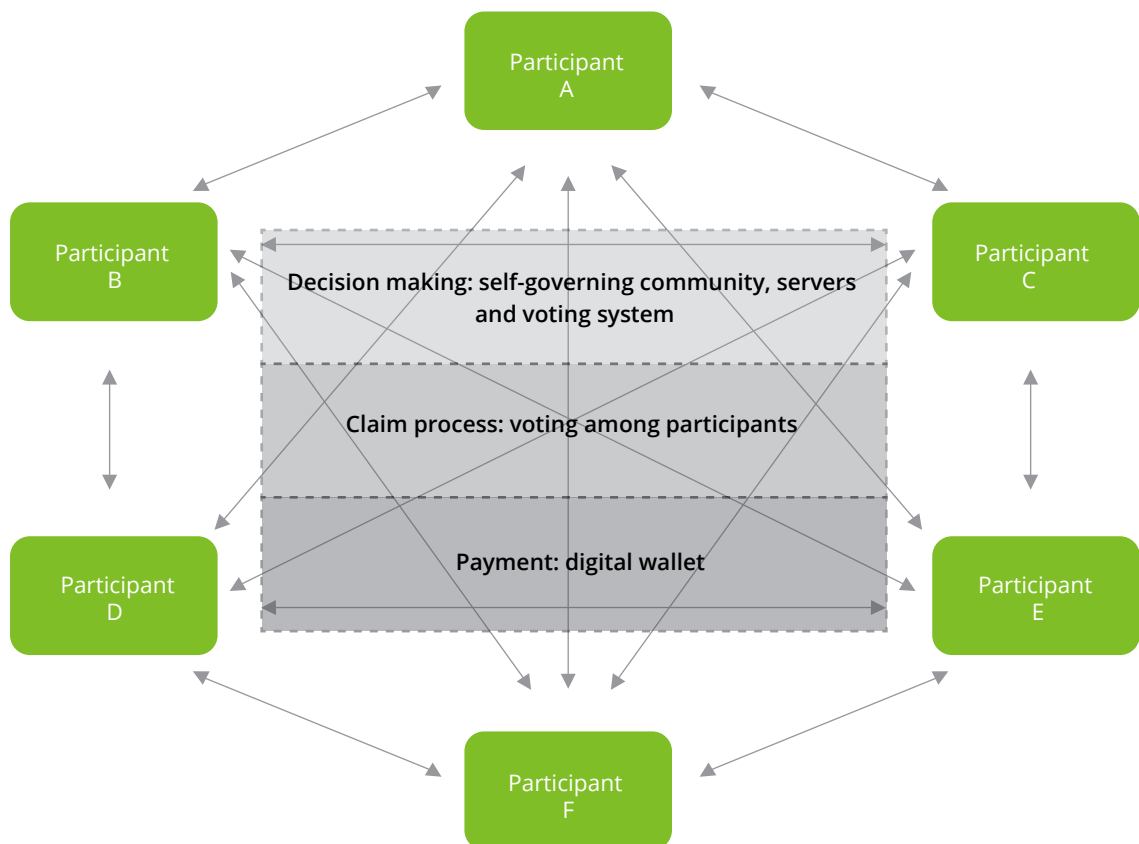 Participant
A
Participant
B
Participant
C
Decision making: self-governing community, servers
and voting system
Claim process: voting among participants
Payment: digital wallet
Participant
D
Participant
E
Participant
F